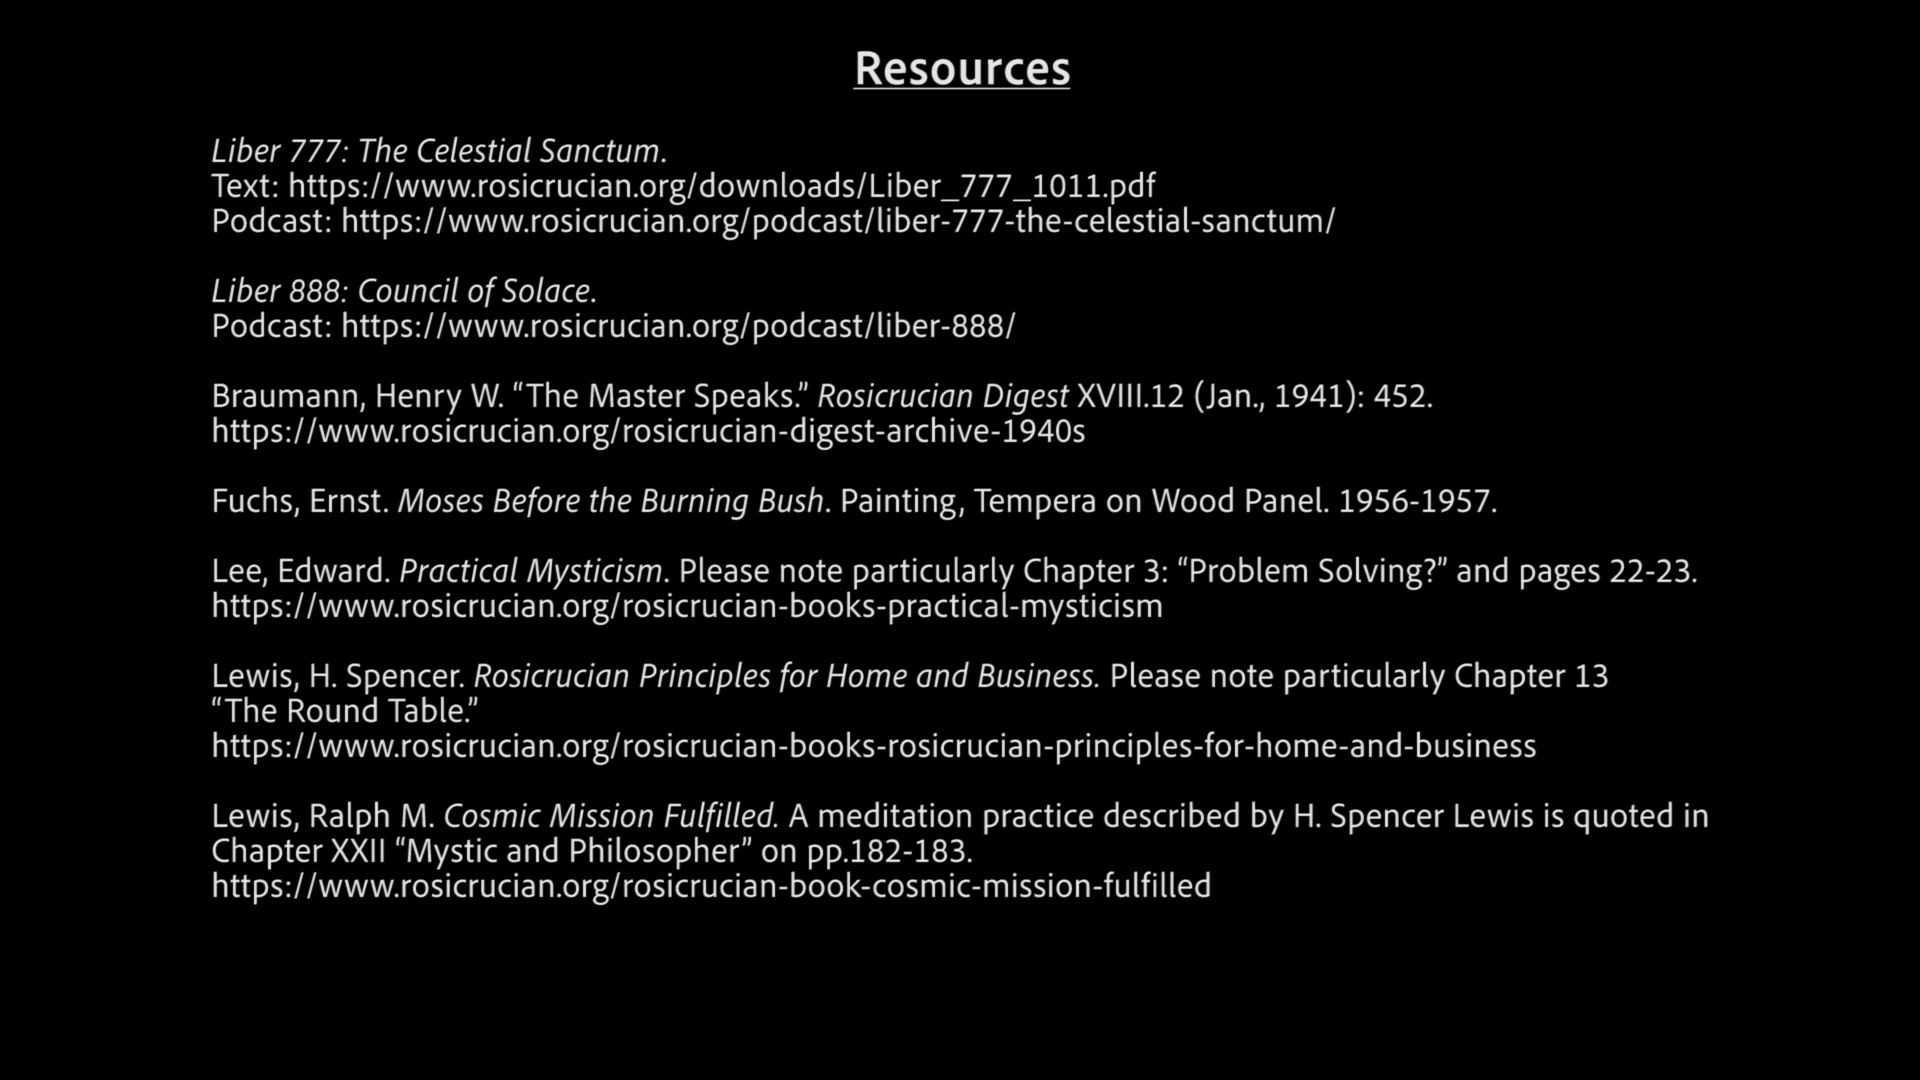 Resources
Liber 777: The Celestial Sanctum.
Text: https://www.rosicrucian.org/downloads/Liber_777_1011.pdf
Podcast: https://www.rosicrucian.org/podcast/liber-777-the-celestial-sanctum/
Liber 888: Council of Solace.
Podcast: https://www.rosicrucian.org/podcast/liber-888/
Braumann, Henry W. “The Master Speaks.” Rosicrucian Digest XVIII.12 (Jan., 1941): 452.
https://www.rosicrucian.org/rosicrucian-digest-archive-1940s
Fuchs, Ernst. Moses Before the Burning Bush. Painting, Tempera on Wood Panel. 1956-1957.
Lee, Edward. Practical Mysticism. Please note particularly Chapter 3: “Problem Solving?” and pages 22-23.
https://www.rosicrucian.org/rosicrucian-books-practical-mysticism
Lewis, H. Spencer. Rosicrucian Principles for Home and Business. Please note particularly Chapter 13
“The Round Table.”
https://www.rosicrucian.org/rosicrucian-books-rosicrucian-principles-for-home-and-business
Lewis, Ralph M. Cosmic Mission Fulfilled. A meditation practice described by H. Spencer Lewis is quoted in
Chapter XXII “Mystic and Philosopher” on pp.182-183.
https://www.rosicrucian.org/rosicrucian-book-cosmic-mission-fulfilled